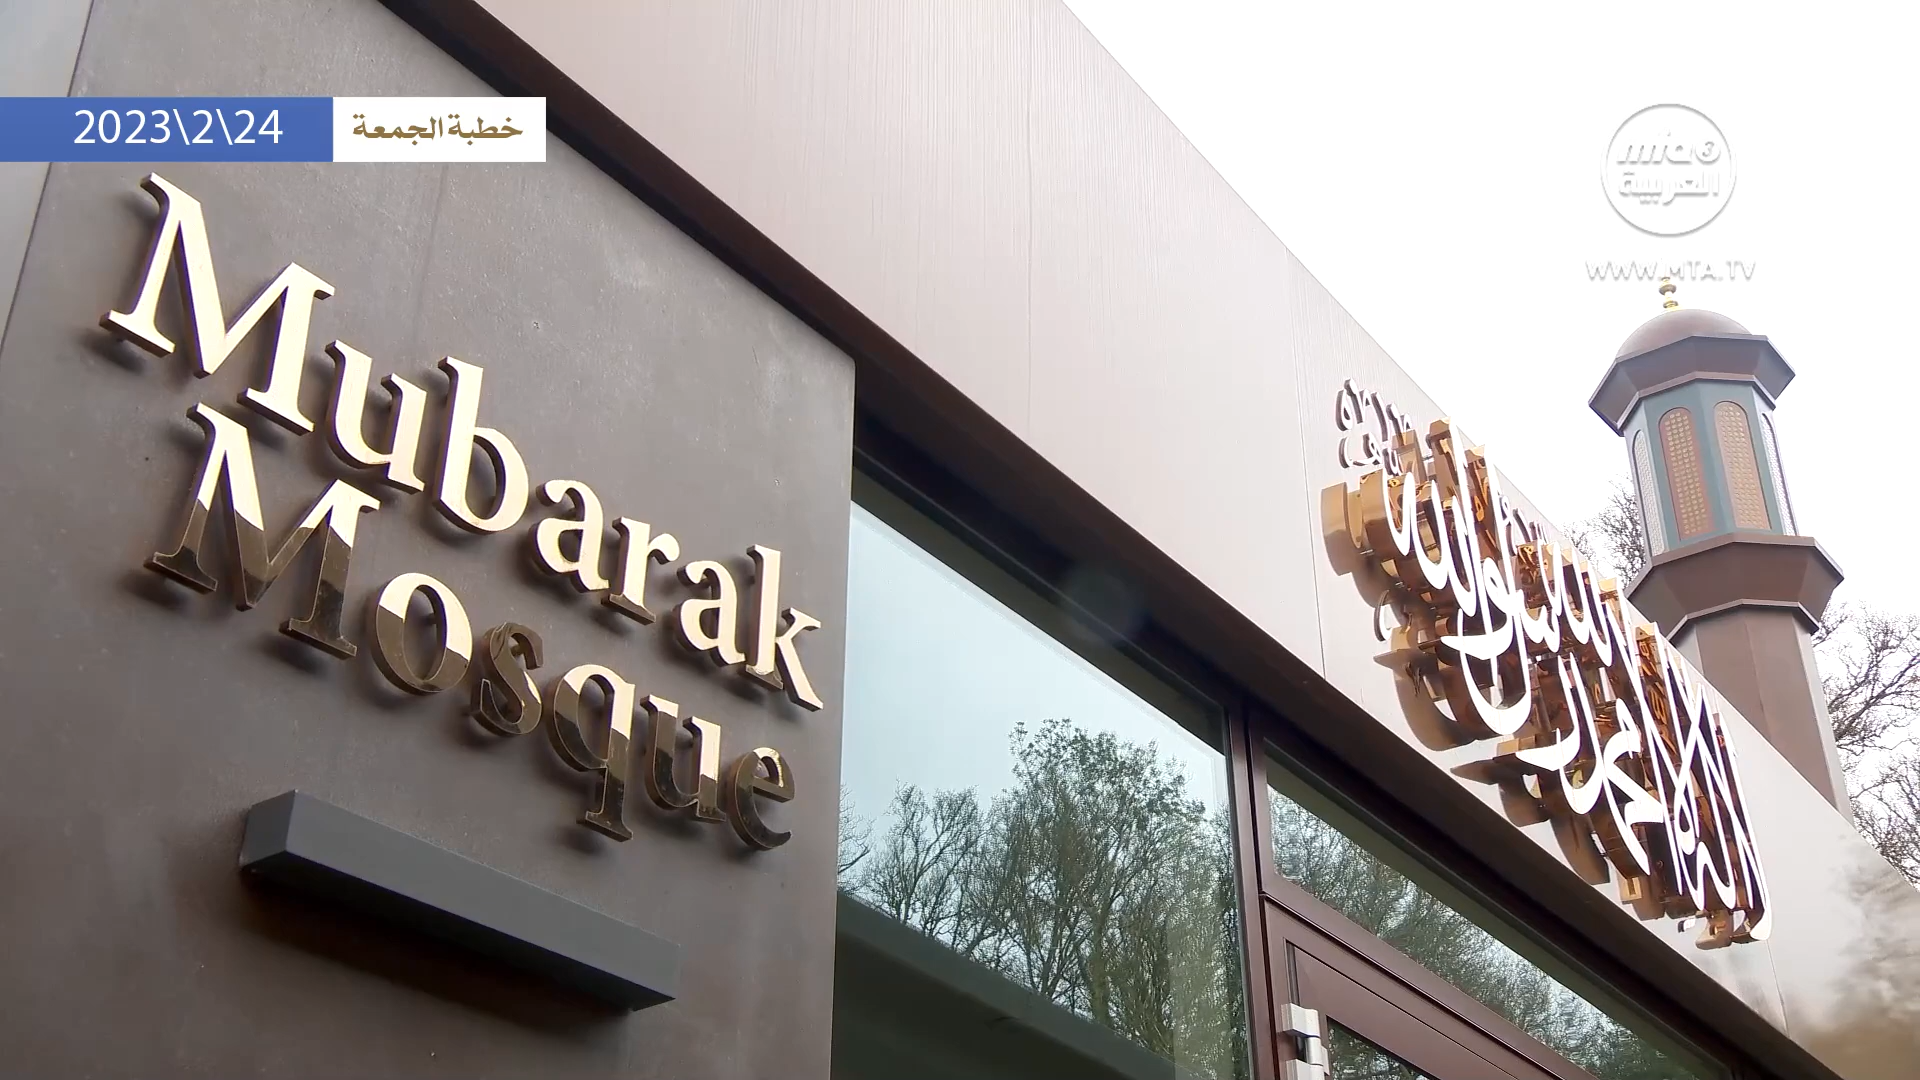 خطبة الجمعة
2023\2\24
mta 3
العربية
WWW.MTA.TV
Mubarak
Mosque
لا إله إلا الله محمد رسول الله